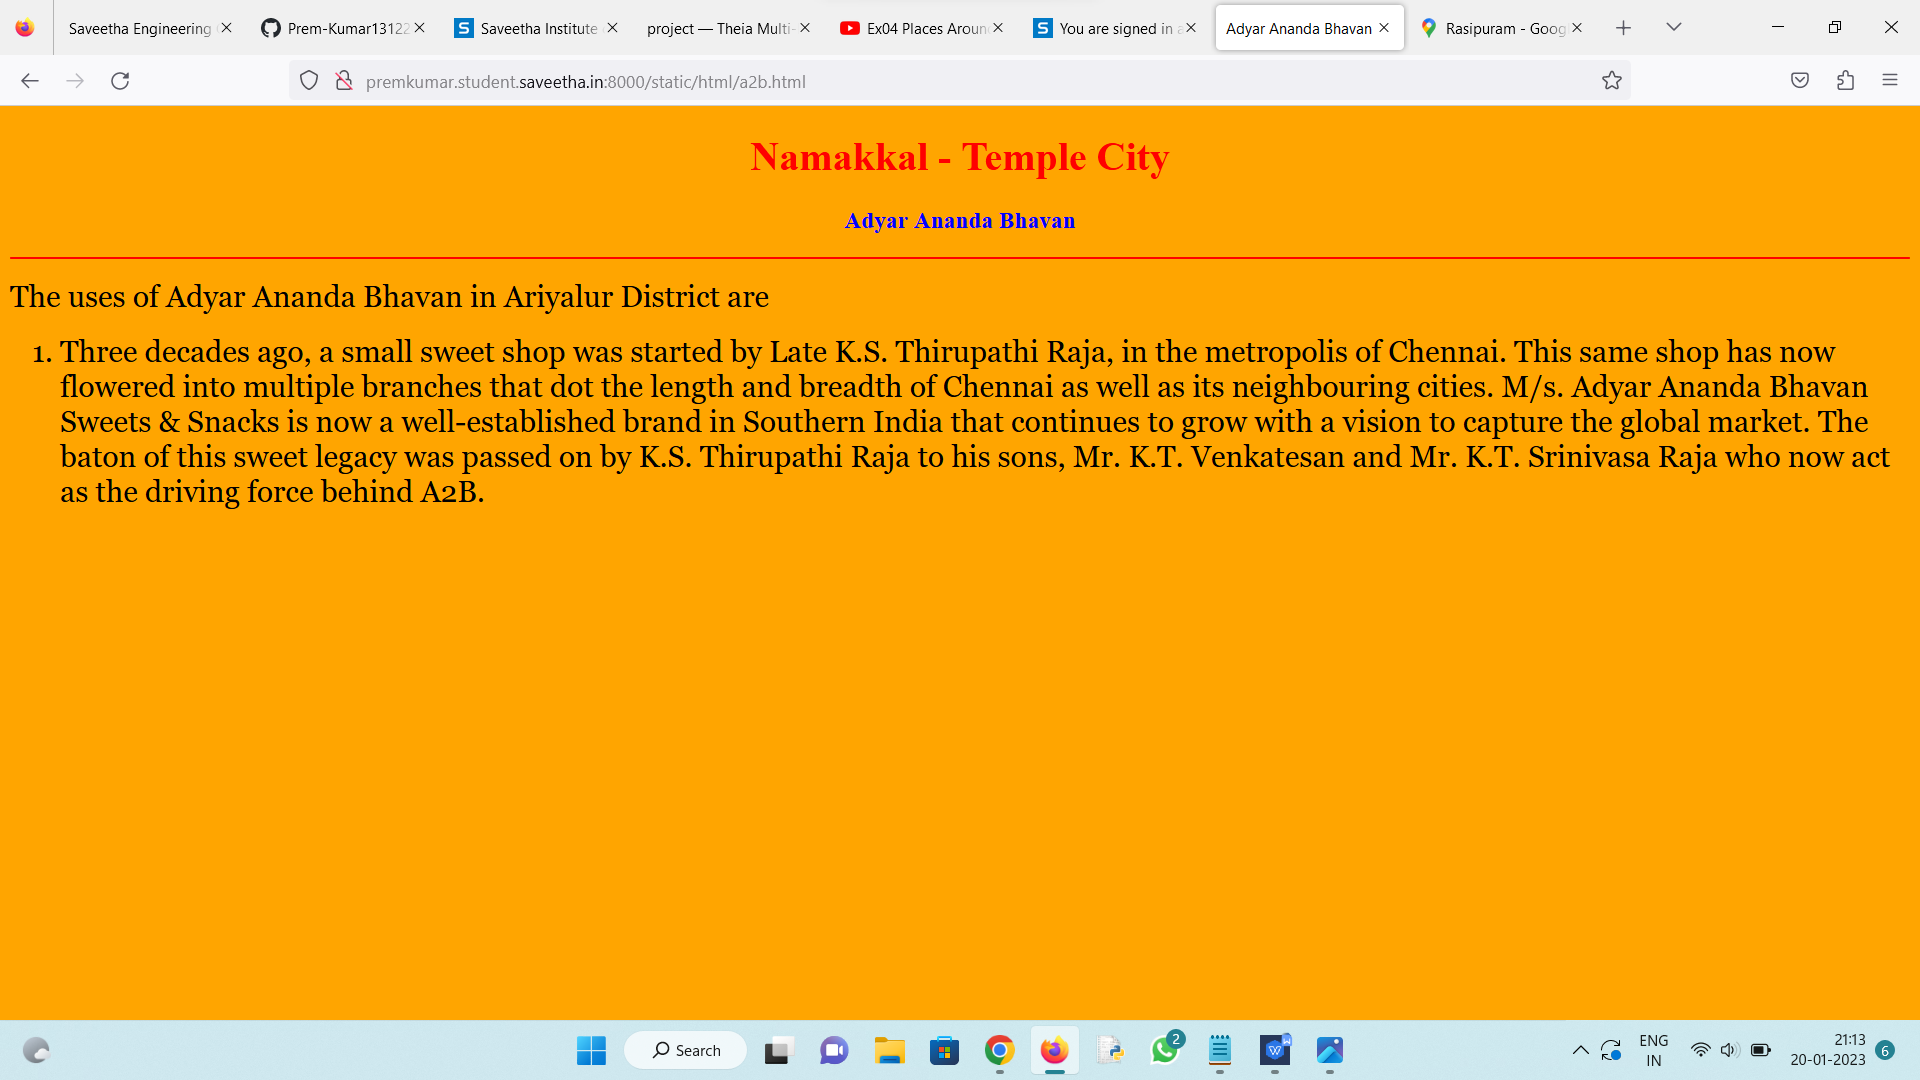 Saveetha Engineering
Prem-Kumar13122
Saveetha Institute
project — Theia Multi-
Ex04 Places Aroun
You are signed in a
Adyar Ananda Bhavan
Rasipuram - Goog
premkumar.student.saveetha.in:8000/static/html/a2b.html
Namakkal - Temple City
Adyar Ananda Bhavan
The uses of Adyar Ananda Bhavan in Ariyalur District are
1. Three decades ago, a small sweet shop was started by Late K.S. Thirupathi Raja, in the metropolis of Chennai. This same shop has now
flowered into multiple branches that dot the length and breadth of Chennai as well as its neighbouring cities. M/s. Adyar Ananda Bhavan
Sweets & Snacks is now a well-established brand in Southern India that continues to grow with a vision to capture the global market. The
baton of this sweet legacy was passed on by K.S. Thirupathi Raja to his sons, Mr. K.T. Venkatesan and Mr. K.T. Srinivasa Raja who now act
as the driving force behind A2B.
Search
2
ENG
IN
21:13
20-01-2023
6